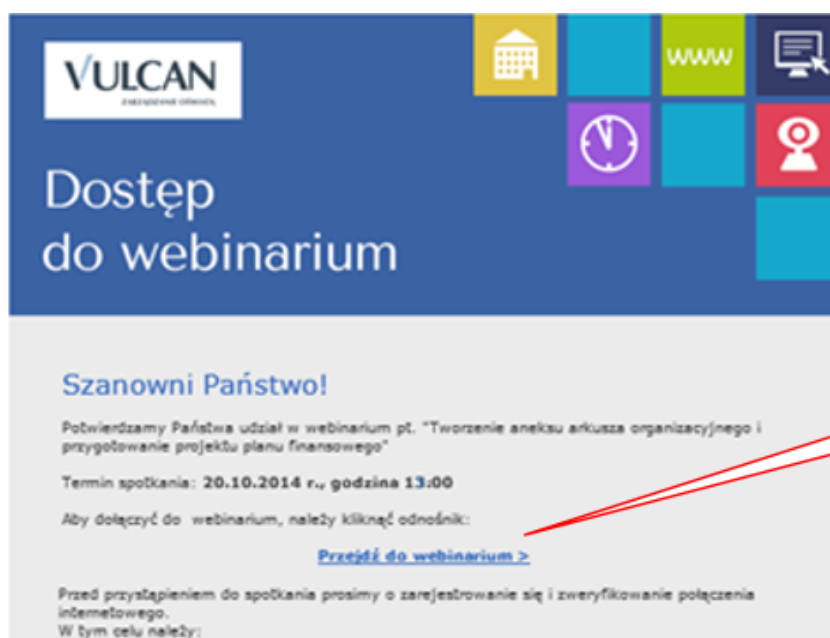 VULCAN
ZARZĄDZANIE OŚWIATĄ
www
Dostęp
do webinarium
Szanowni Państwo!
Potwierdzamy Państwa udział w webinarium pt. "Tworzenie aneksu arkusza organizacyjnego i
przygotowanie projektu planu finansowego"
Termin spotkania: 20.10.2014 r., godzina 13:00
Aby dołączyć do webinarium, należy kliknąć odnośnik:
Przejdź do webinarium >
Przed przystąpieniem do spotkania prosimy o zarejestrowanie się i zweryfikowanie połączenia
internetowego.
W tym celu należy: